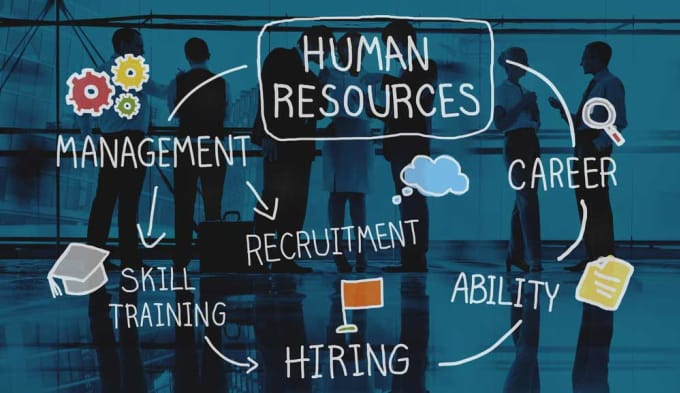 HUMAN
RESOURCES
MANAGEMENT
CAREER
RECRUITMENT
SKILL
TRAINING
ABILITY
HIRING